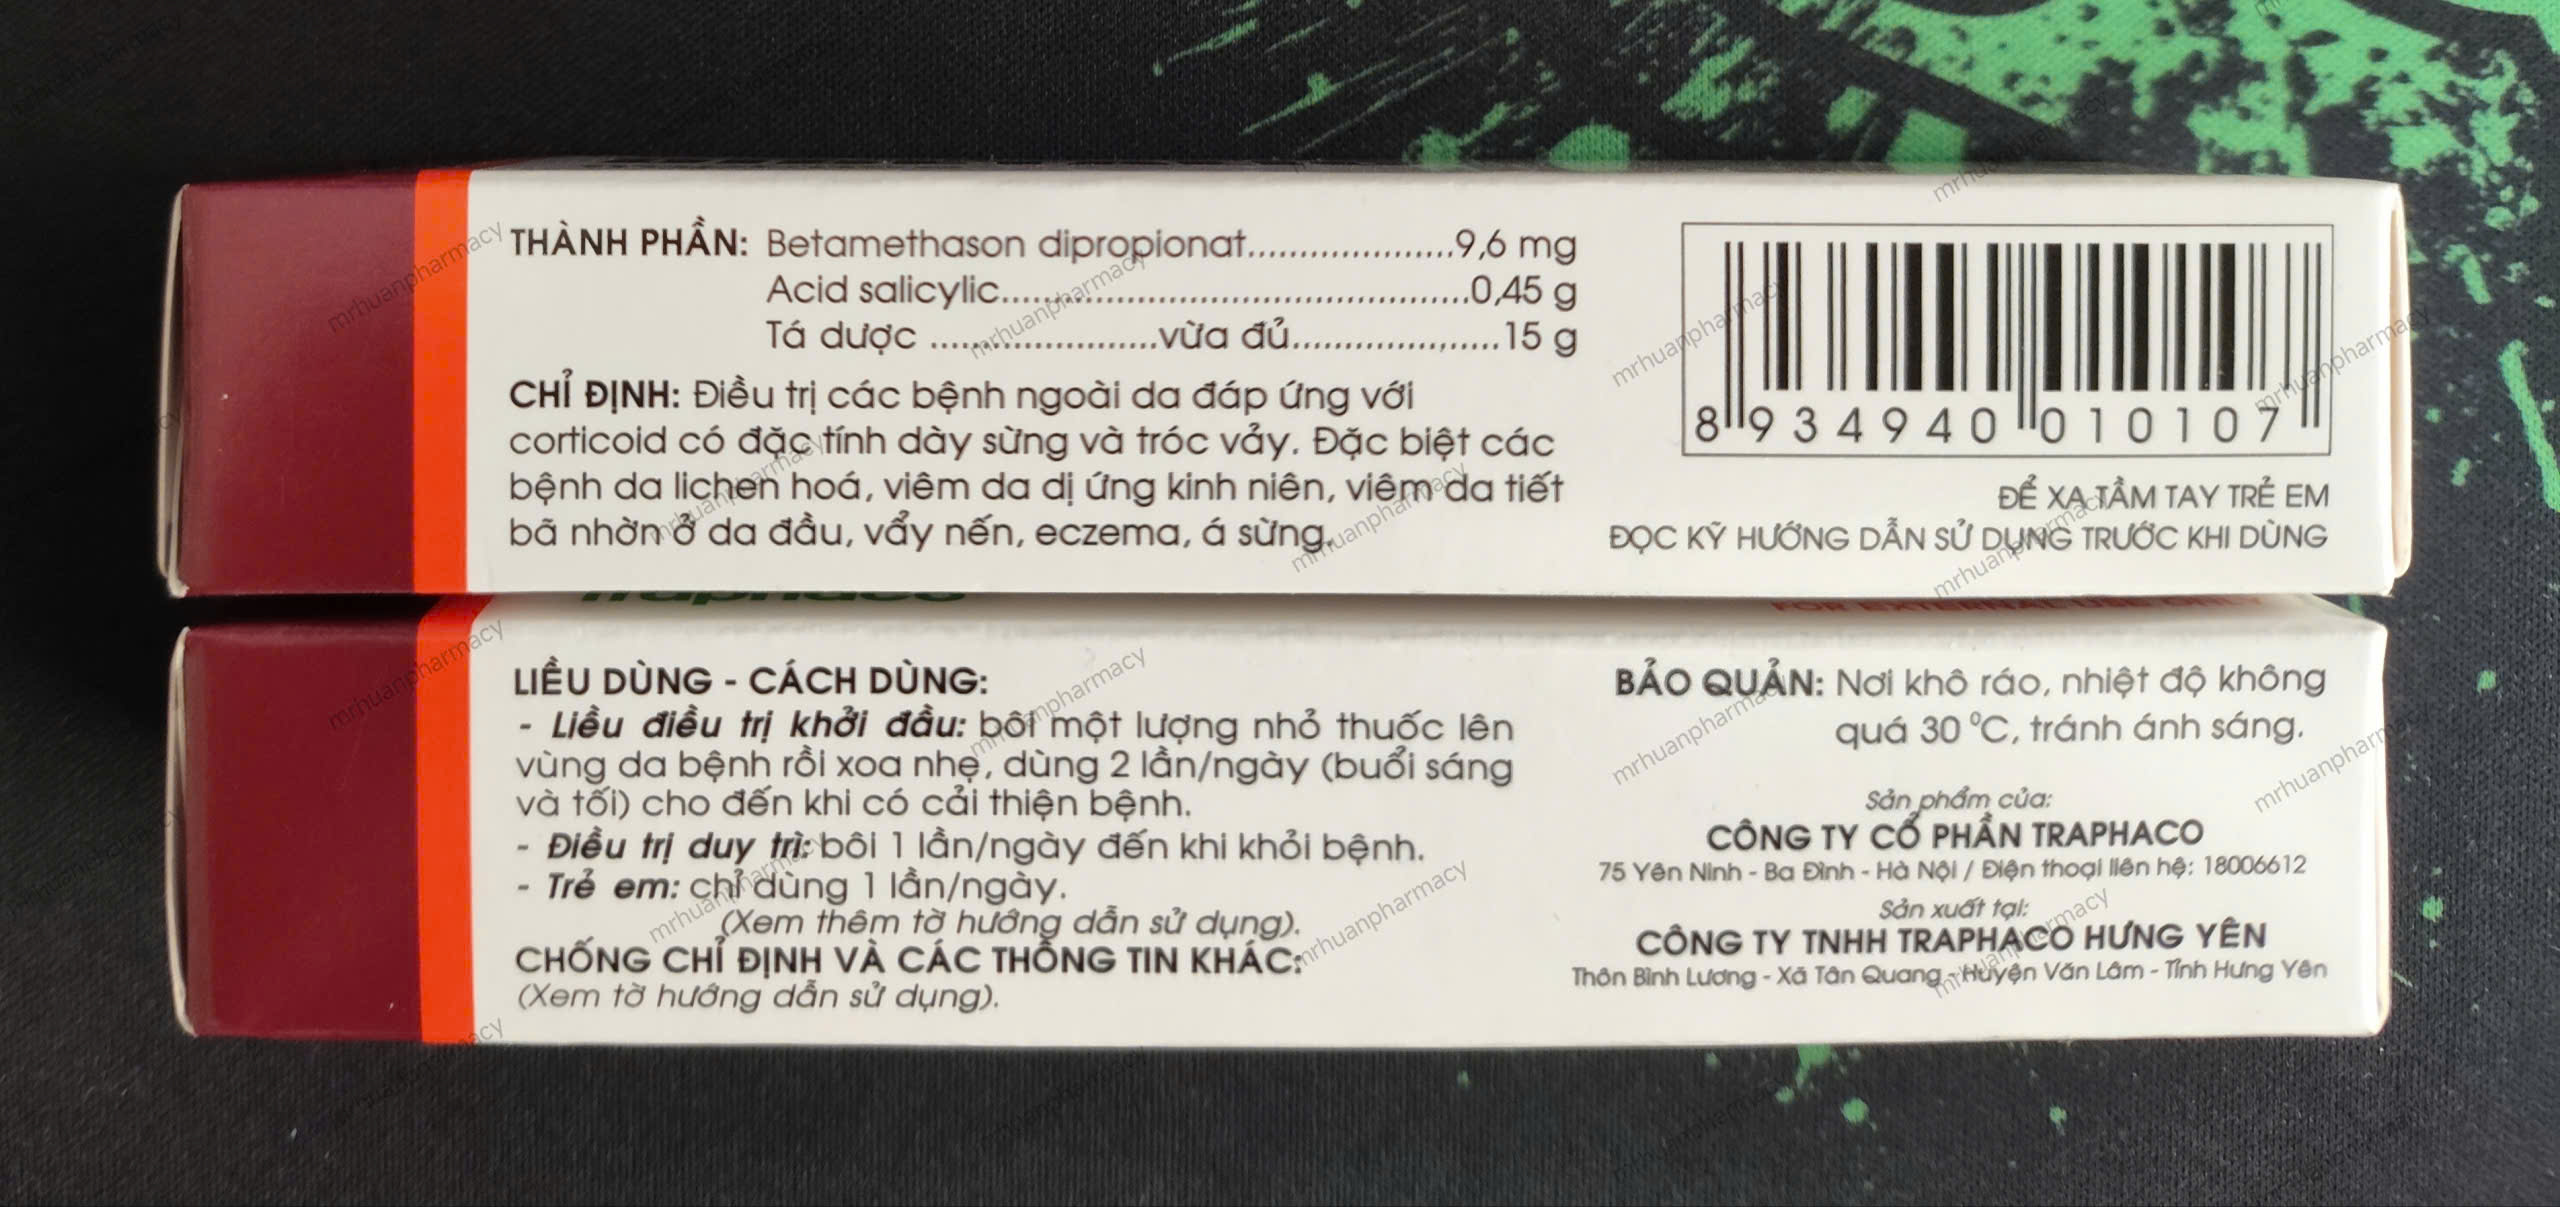 THÀNH PHẦN: Betamethason dipropionat....................9,6 mg
Acid salicylic.............................................0,45 g
Tá dược ......................vừa đủ....................15 g
CHỈ ĐỊNH: Điều trị các bệnh ngoài da đáp ứng với
corticoid có đặc tính dày sừng và tróc vảy. Đặc biệt các
bệnh da lichen hoá, viêm da dị ứng kinh niên, viêm da tiết
bã nhờn ở da đầu, vẩy nến, eczema, á sừng.
8 934940 010107
ĐỂ XA TẦM TAY TRẺ EM
ĐỌC KỸ HƯỚNG DẪN SỬ DỤNG TRƯỚC KHI DÙNG
Traphaco
FOR EXTERNAL USE ONLY
LIỀU DÙNG - CÁCH DÙNG:
- Liều điều trị khởi đầu: bôi một lượng nhỏ thuốc lên
vùng da bệnh rồi xoa nhẹ, dùng 2 lần/ngày (buổi sáng
và tối) cho đến khi có cải thiện bệnh.
- Điều trị duy trì: bôi 1 lần/ngày đến khi khỏi bệnh.
- Trẻ em: chỉ dùng 1 lần/ngày.
(Xem thêm tờ hướng dẫn sử dụng).
CHỐNG CHỈ ĐỊNH VÀ CÁC THÔNG TIN KHÁC:
(Xem tờ hướng dẫn sử dụng).
BẢO QUẢN: Nơi khô ráo, nhiệt độ không
quá 30 ⁰C, tránh ánh sáng.
Sản phẩm của:
CÔNG TY CỔ PHẦN TRAPHACO
75 Yên Ninh - Ba Đình - Hà Nội / Điện thoại liên hệ: 18006612
Sản xuất tại:
CÔNG TY TNHH TRAPHACO HƯNG YÊN
Thôn Bình Lương - Xã Tân Quang - Huyện Văn Lâm - Tỉnh Hưng Yên
mrhuanpharmacy